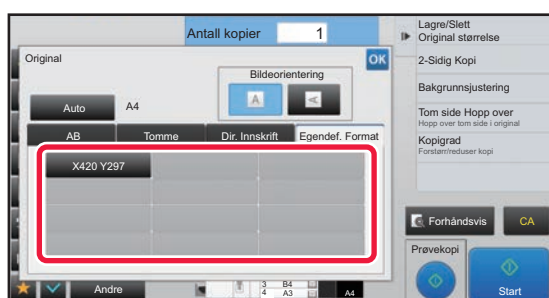 Antall kopier 1
Original
OK
Bildeorientering
A A
Auto A4
AB Tomme Dir. Innskrift Egendef. Format
X420 Y297
Lagre/Slett
Original størrelse
2-Sidig Kopi
Bakgrunnsjustering
Tom side Hopp over
Hopp over tom side i original
Kopigrad
Forstørr/reduser kopi
Forhåndsvis CA
Prøvekopi
Start
Andre
3 B4
4 A3
A4